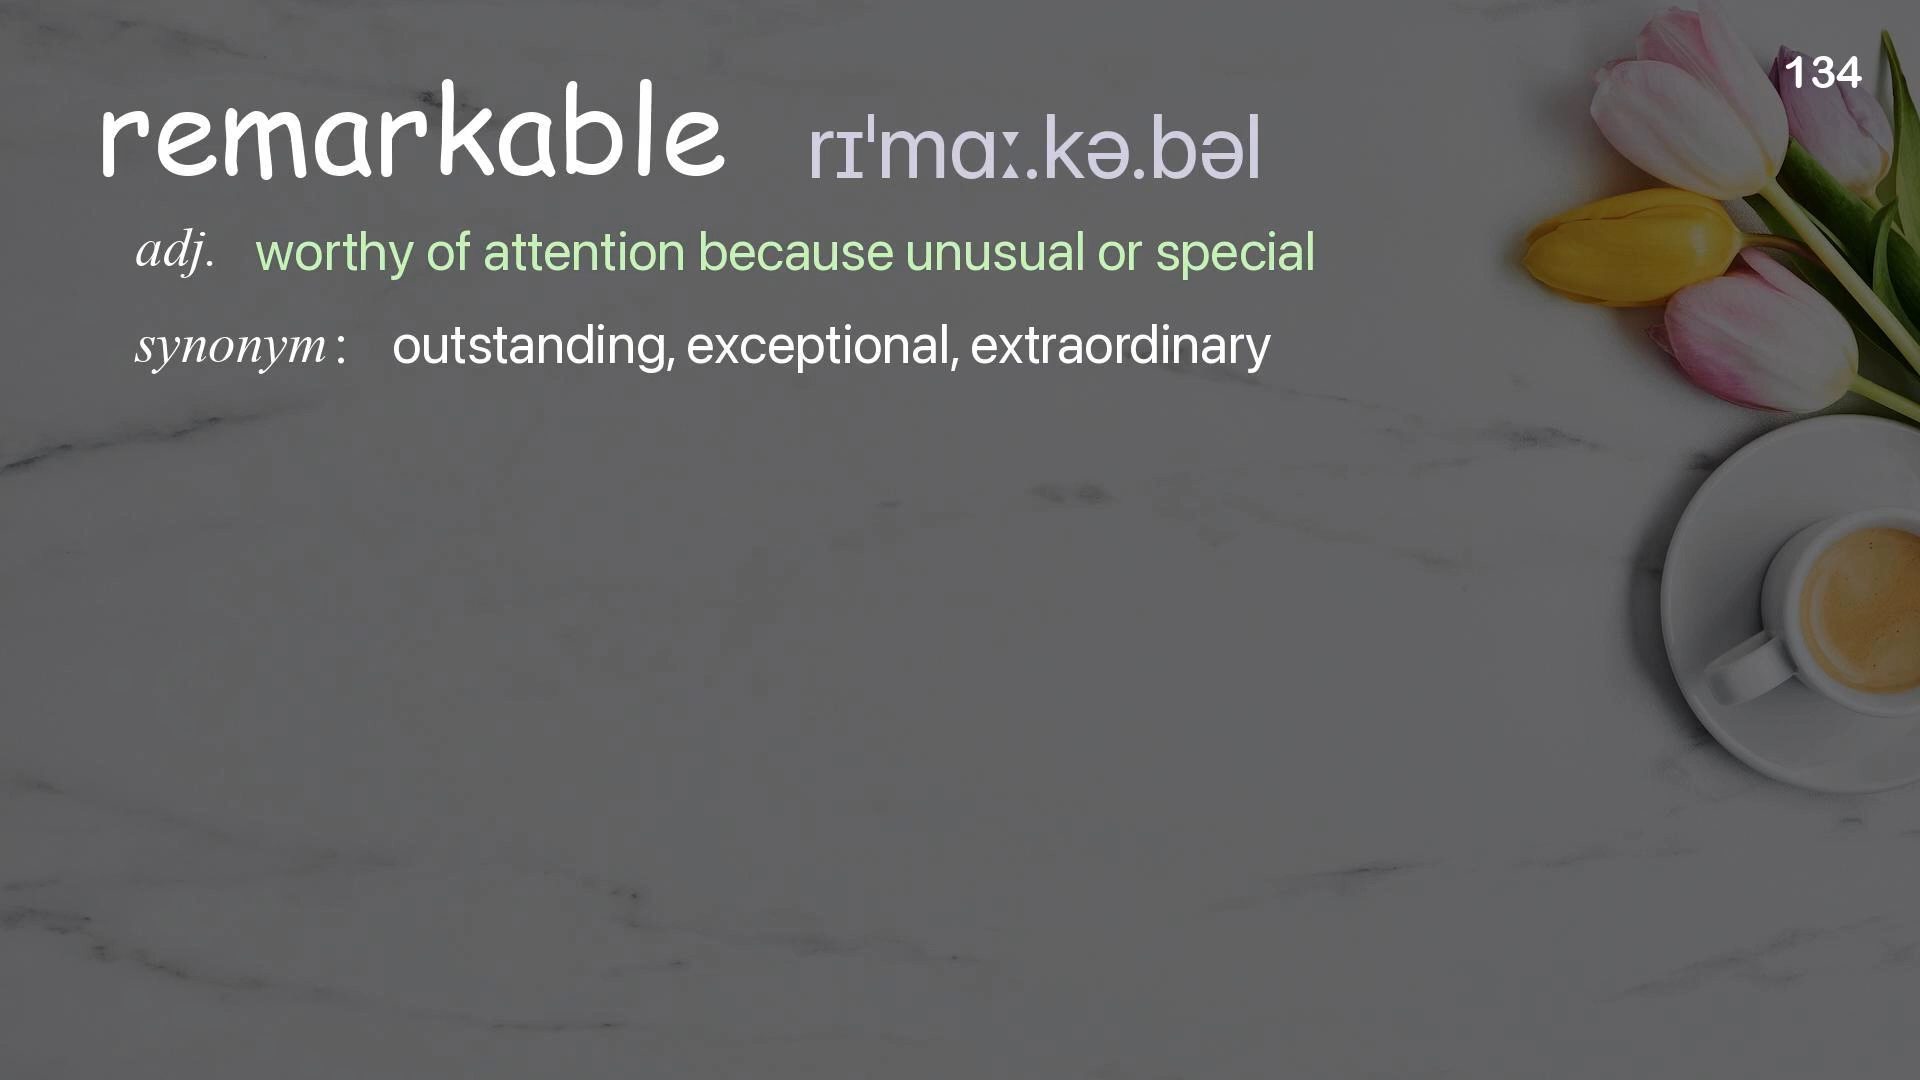 134
remarkable rɪˈmɑː.kə.bəl
adj. worthy of attention because unusual or special
synonym: outstanding, exceptional, extraordinary